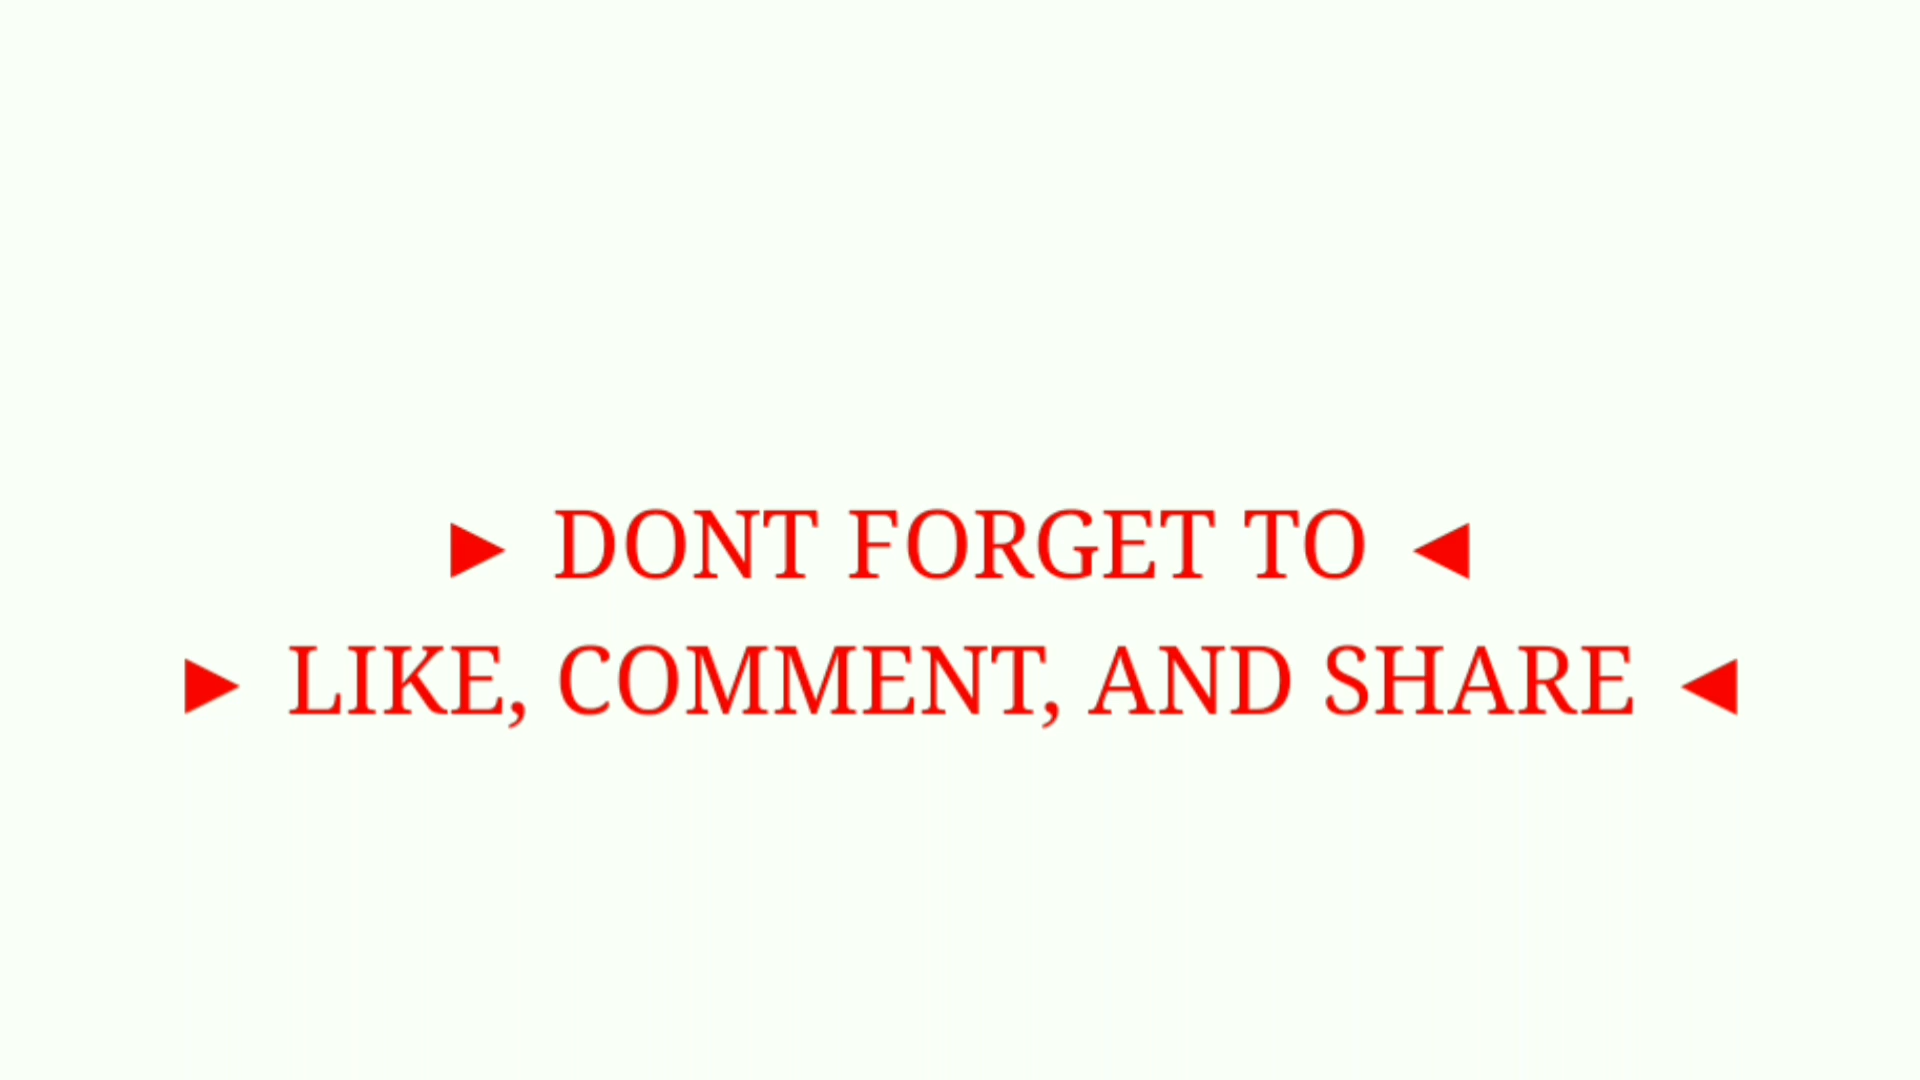 ► DONT FORGET TO ◄
► LIKE, COMMENT, AND SHARE ◄